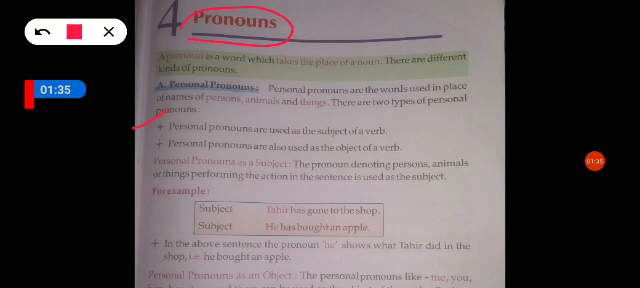 4 Pronouns
A pronoun is a word which takes the place of a noun. There are different
kinds of pronouns.
A. Personal Pronouns: Personal pronouns are the words used in place
of names of persons, animals and things. There are two types of personal
pronouns:
+ Personal pronouns are used as the subject of a verb.
+ Personal pronouns are also used as the object of a verb.
Personal Pronouns as a Subject: The pronoun denoting persons, animals
or things performing the action in the sentence is used as the subject.
For example:
Subject Tahir has gone to the shop.
Subject He has bought an apple.
+ In the above sentence the pronoun 'he' shows what Tahir did in the
shop, i.e. he bought an apple.
Personal Pronouns as an Object: The personal pronouns like - me, you,
01:35
01:35